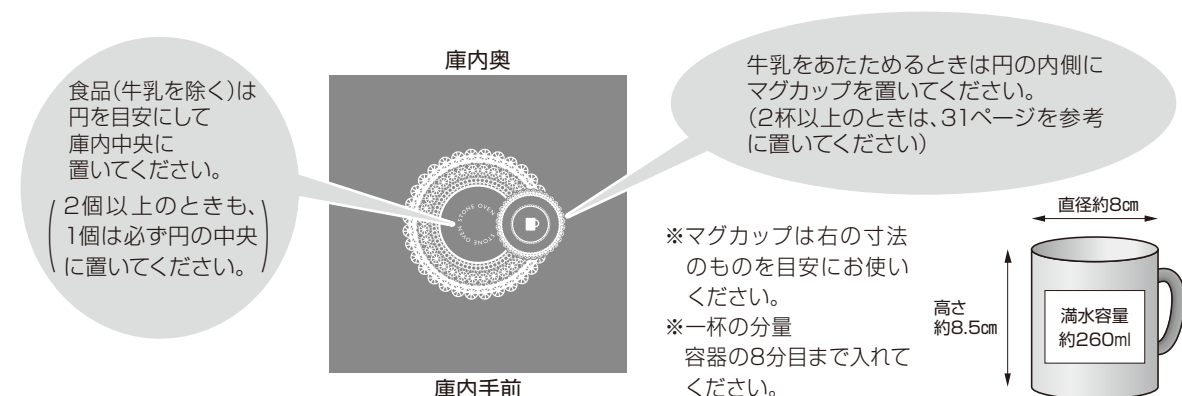 食品(牛乳を除く)は
円を目安にして
庫内中央に
置いてください。
(2個以上のときも、
1個は必ず円の中央
に置いてください。)
庫内奥
STONE OVEN STONE OVEN
庫内手前
牛乳をあたためるときは円の内側に
マグカップを置いてください。
(2杯以上のときは、31ページを参考
に置いてください)
※マグカップは右の寸法
のものを目安にお使い
ください。
※一杯の分量
容器の8分目まで入れて
ください。
直径約8㎝
高さ
約8.5㎝
満水容量
約260ml